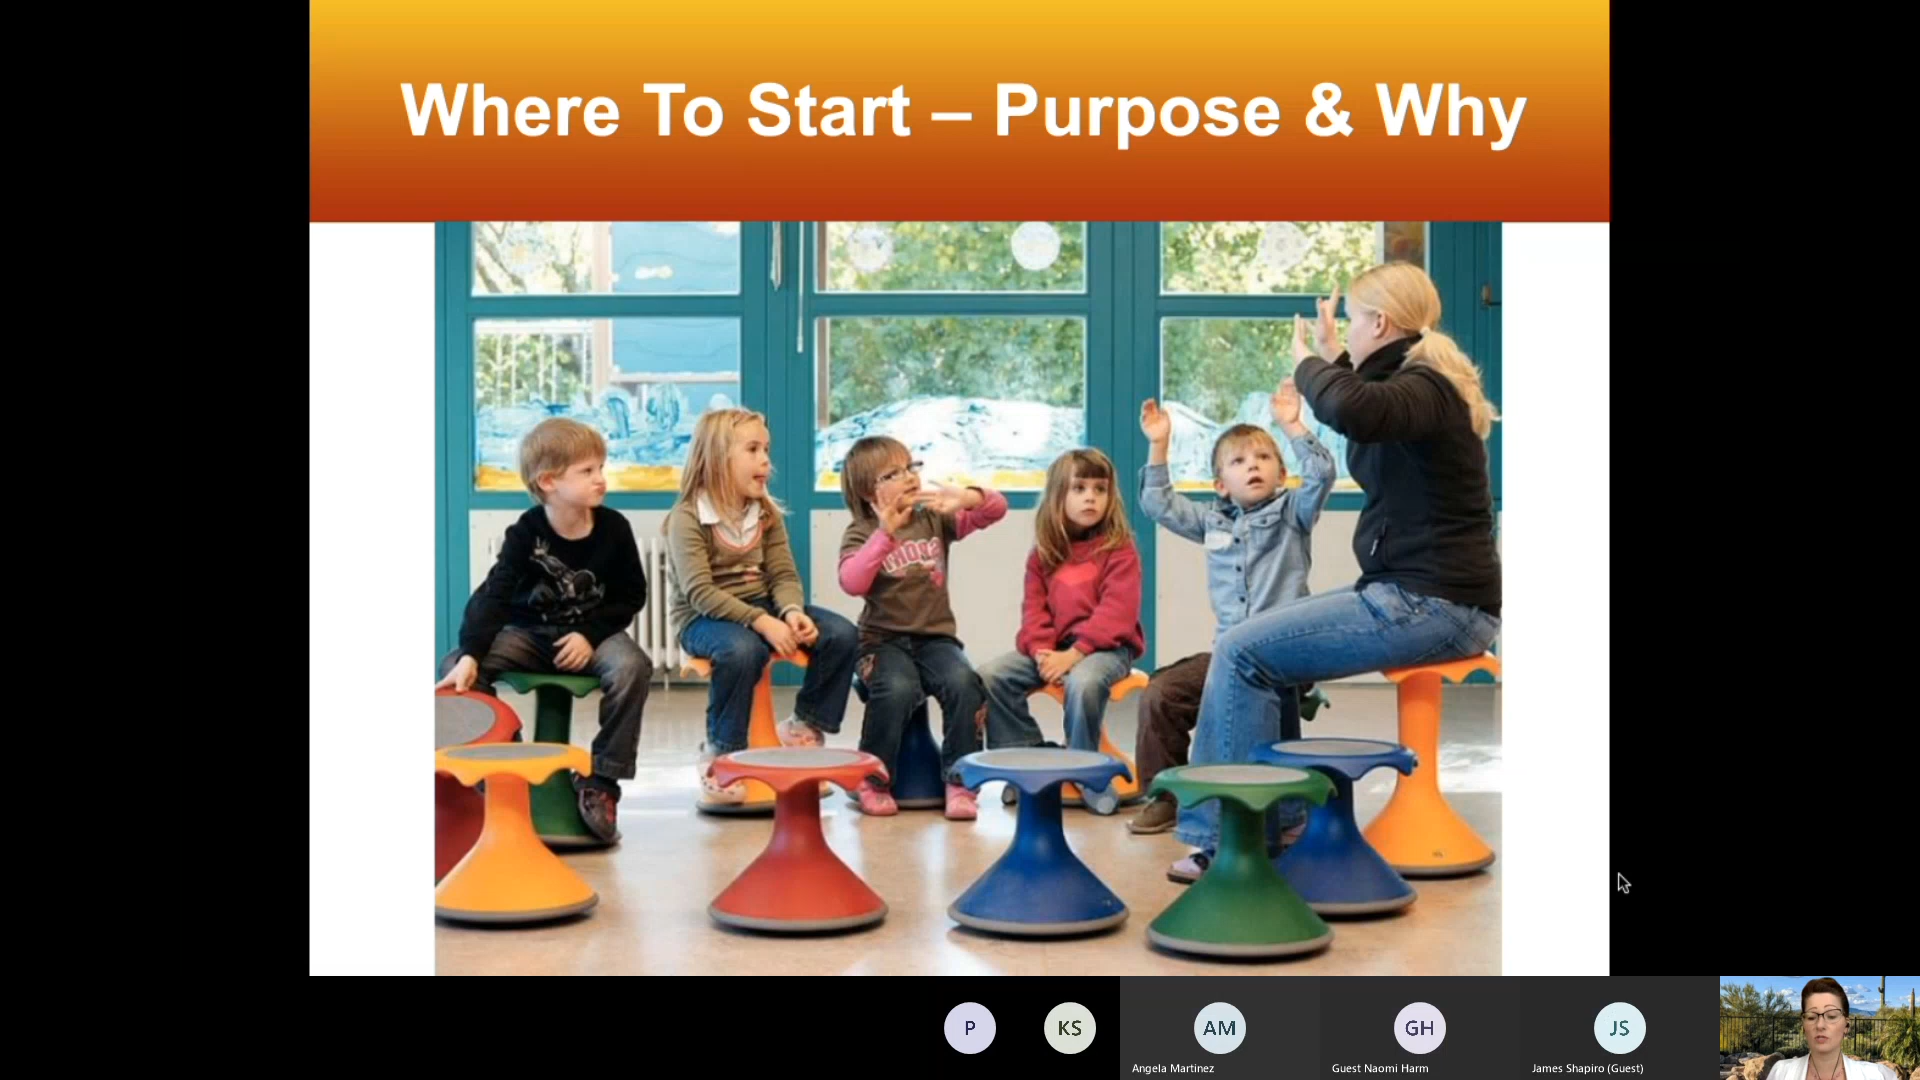 Where To Start – Purpose & Why
P
KS
AM
GH
JS
Angela Martinez
Guest Naomi Harm
James Shapiro (Guest)